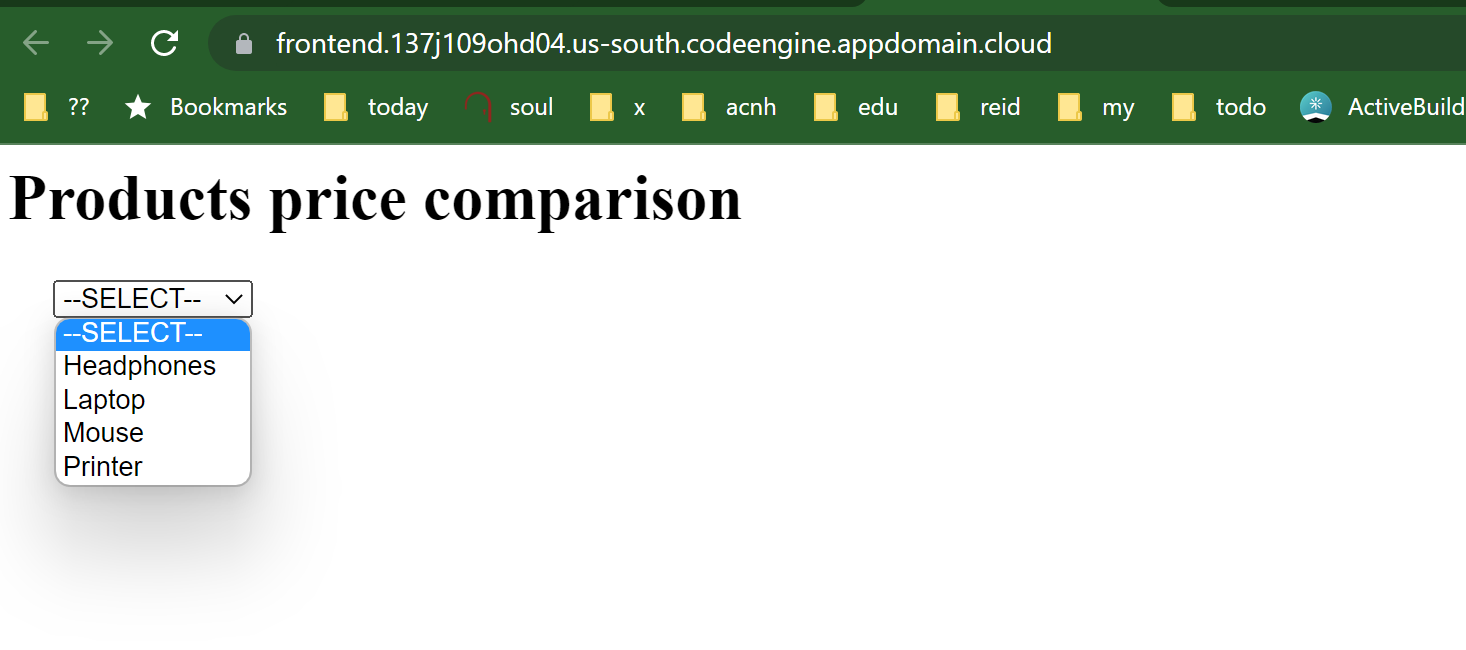 frontend.137j109ohd04.us-south.codeengine.appdomain.cloud
?? Bookmarks today soul x acnh edu reid my todo ActiveBuild
Products price comparison
--SELECT--
--SELECT--
Headphones
Laptop
Mouse
Printer